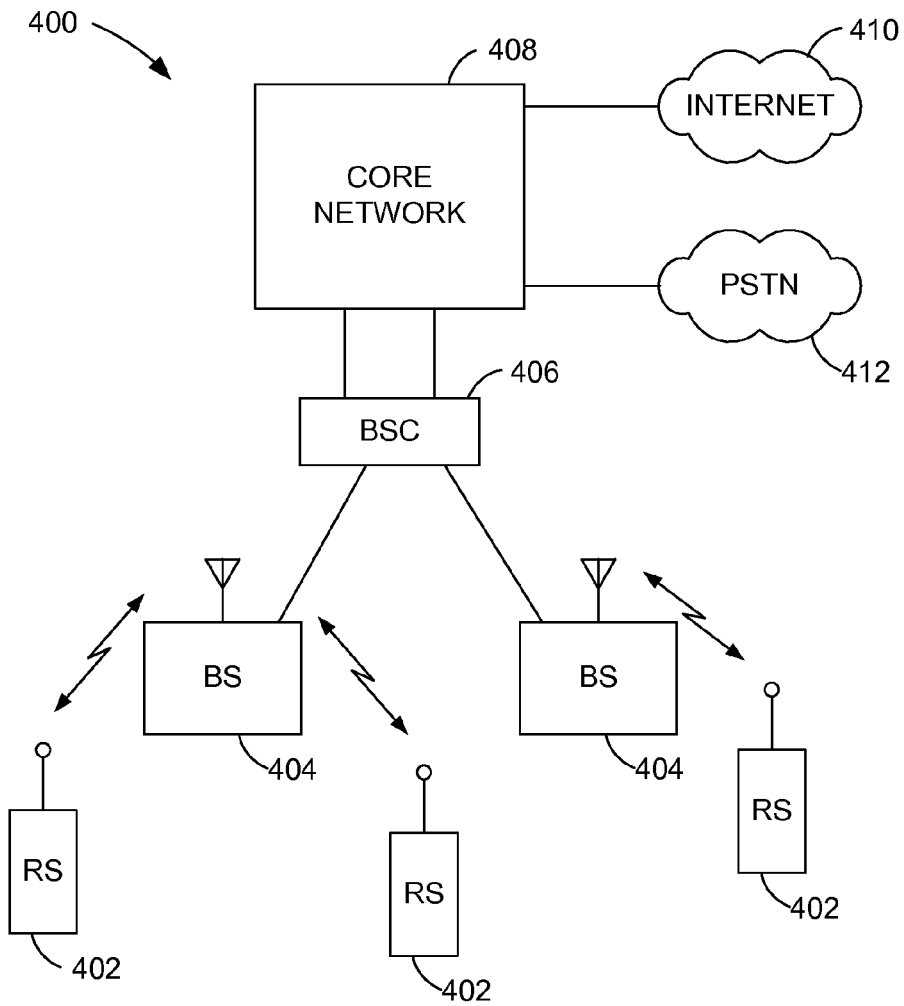 400
408
410
INTERNET
CORE
NETWORK
PSTN
412
406
BSC
BS
BS
404
404
RS
RS
RS
402
402
402